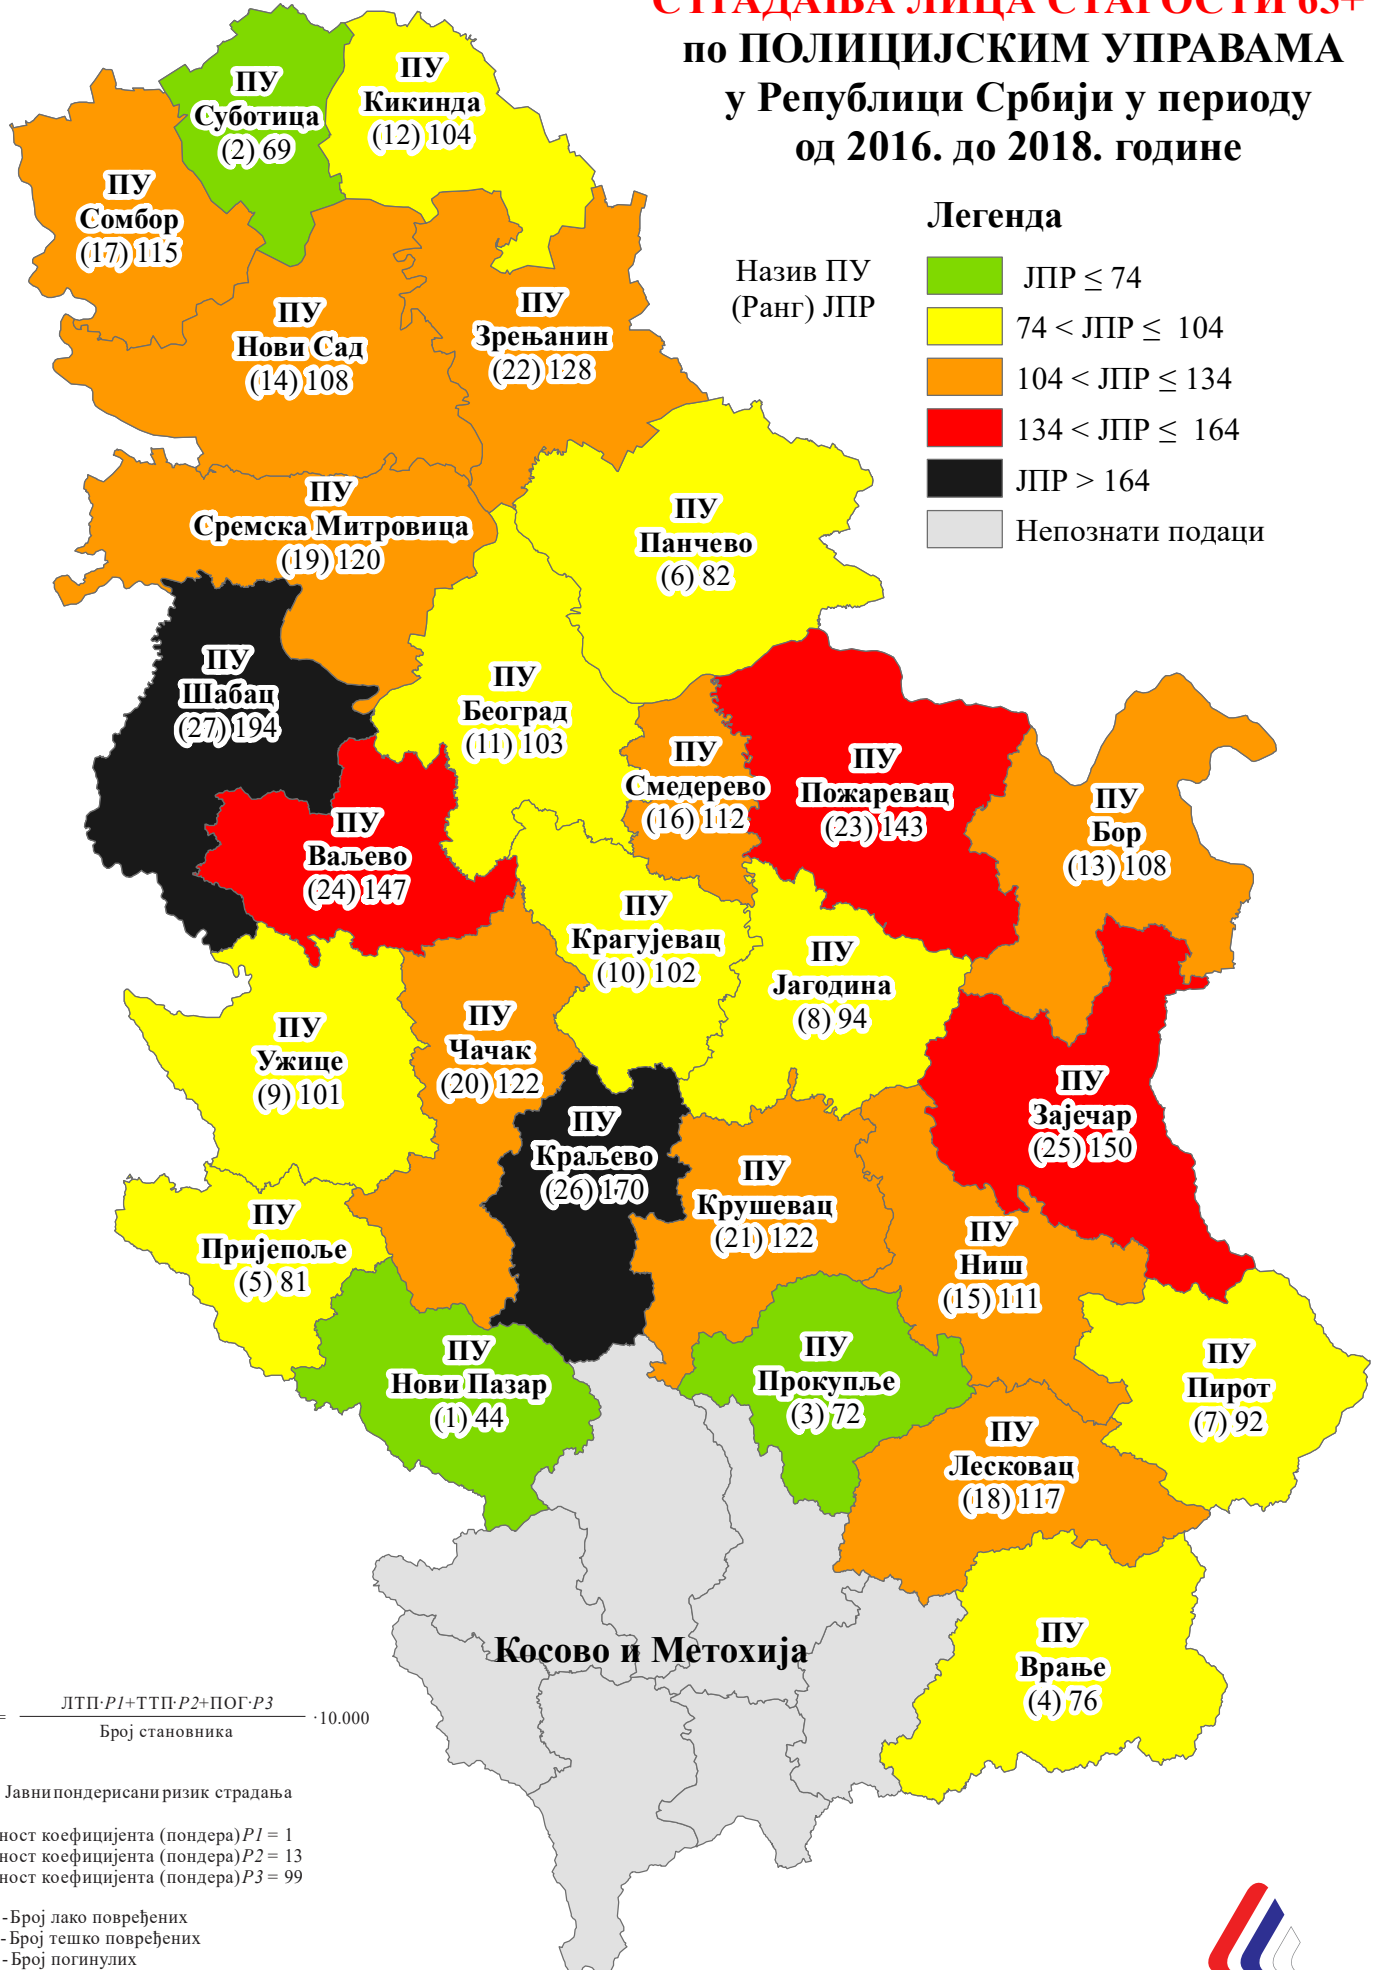 СТРАДАЊА ЛИЦА СТАРОСТИ 65+
по ПОЛИЦИЈСКИМ УПРАВАМА
у Републици Србији у периоду
од 2016. до 2018. године
Легенда
Назив ПУ
(Ранг) ЈПР
ЈПР ≤ 74
74 < ЈПР ≤ 104
104 < ЈПР ≤ 134
134 < ЈПР ≤ 164
ЈПР > 164
Непознати подаци
ПУ
Суботица
(2) 69
ПУ
Кикинда
(12) 104
ПУ
Сомбор
(17) 115
ПУ
Нови Сад
(14) 108
ПУ
Зрењанин
(22) 128
ПУ
Сремска Митровица
(19) 120
ПУ
Панчево
(6) 82
ПУ
Шабац
(27) 194
ПУ
Београд
(11) 103
ПУ
Смедерево
(16) 112
ПУ
Пожаревац
(23) 143
ПУ
Бор
(13) 108
ПУ
Ваљево
(24) 147
ПУ
Крагујевац
(10) 102
ПУ
Јагодина
(8) 94
ПУ
Ужице
(9) 101
ПУ
Чачак
(20) 122
ПУ
Зајечар
(25) 150
ПУ
Краљево
(26) 170
ПУ
Крушевац
(21) 122
ПУ
Пријепоље
(5) 81
ПУ
Ниш
(15) 111
ПУ
Нови Пазар
(1) 44
ПУ
Прокупље
(3) 72
ПУ
Пирот
(7) 92
ПУ
Лесковац
(18) 117
Косово и Метохија
ПУ
Врање
(4) 76
= ЛТП·P1+ТТП·P2+ПОГ·P3
Број становника
·10.000
Јавни пондерисани ризик страдања
ност коефицијента (пондера) P1 = 1
ност коефицијента (пондера) P2 = 13
ност коефицијента (пондера) P3 = 99
- Број лако повређених
- Број тешко повређених
- Број погинулих